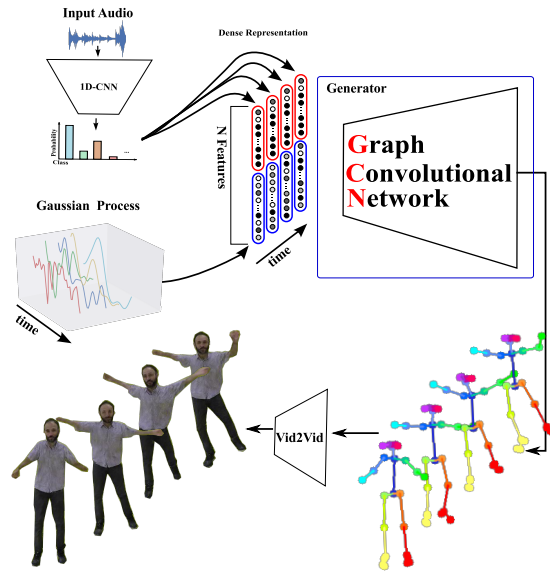 Input Audio
1D-CNN
Probability
Class
...
Dense Representation
N Features
time
Generator
Graph
Convolutional
Network
Gaussian Process
time
Vid2Vid